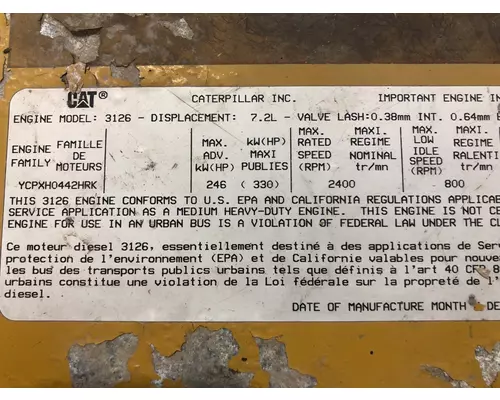 CAT® CATERPILLAR INC. IMPORTANT ENGINE IN
ENGINE MODEL: 3126 - DISPLACEMENT: 7.2L - VALVE LASH:0.38mm INT. 0.64mm
ENGINE FAMILLE MAX. kW(HP) MAX. MAX. MAX. MAX.
FAMILY DE ADV. MAXI RATED REGIME LOW REGIME
MOTEURS kW(HP) PUBLIES SPEED NOMINAL IDLE RALENTI
(RPM) tr/mn SPEED tr/mn
(RPM)
YCPXH0442HRK 246 ( 330) 2400 800
THIS 3126 ENGINE CONFORMS TO U.S. EPA AND CALIFORNIA REGULATIONS APPLICAB
SERVICE APPLICATION AS A MEDIUM HEAVY-DUTY ENGINE. THIS ENGINE IS NOT CE
ENGINE FOR USE IN AN URBAN BUS IS A VIOLATION OF FEDERAL LAW UNDER THE CL
Ce moteur diesel 3126, essentiellement destiné à des applications de Ser
protection de l'environnement (EPA) et de Californie valables pour nouve
les bus des transports publics urbains tels que définis à l'art 40 CFR
urbains constitue une violation de la Loi fédérale sur la propreté de l'
diesel.
DATE OF MANUFACTURE MONTH DE